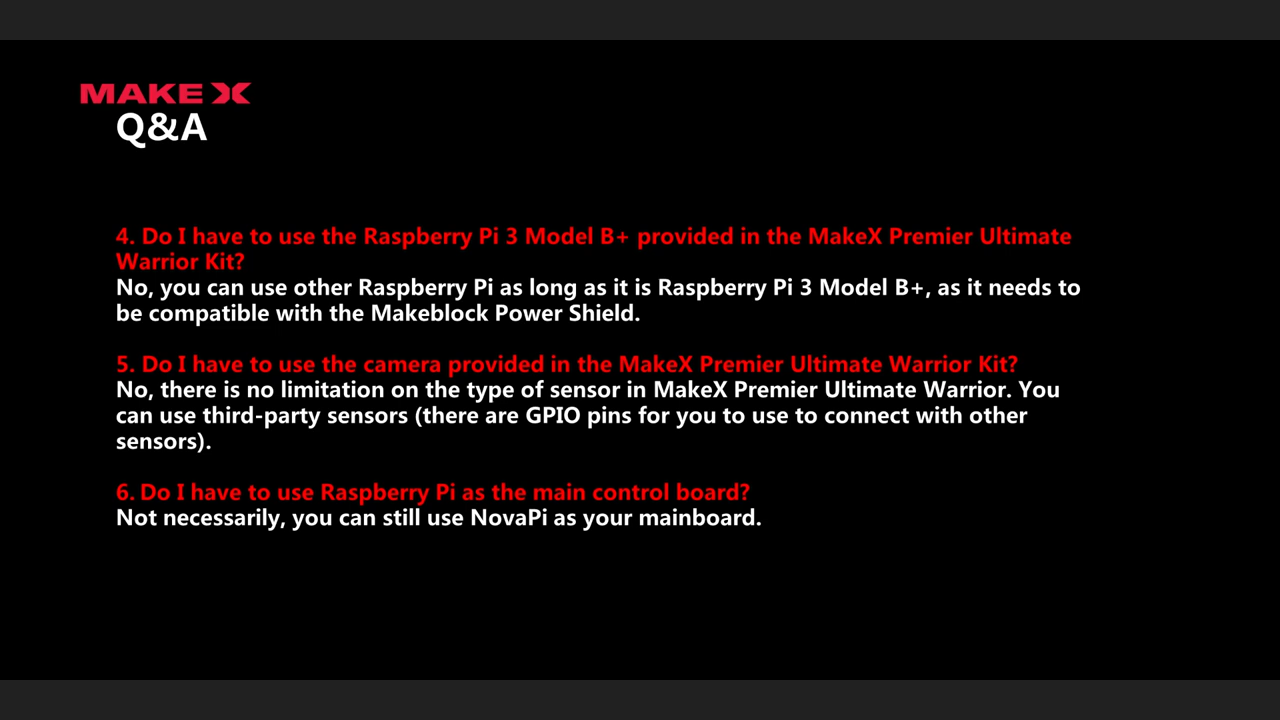 MAKE X
Q&A
4. Do I have to use the Raspberry Pi 3 Model B+ provided in the MakeX Premier Ultimate
Warrior Kit?
No, you can use other Raspberry Pi as long as it is Raspberry Pi 3 Model B+, as it needs to
be compatible with the Makeblock Power Shield.
5. Do I have to use the camera provided in the MakeX Premier Ultimate Warrior Kit?
No, there is no limitation on the type of sensor in MakeX Premier Ultimate Warrior. You
can use third-party sensors (there are GPIO pins for you to use to connect with other
sensors).
6. Do I have to use Raspberry Pi as the main control board?
Not necessarily, you can still use NovaPi as your mainboard.